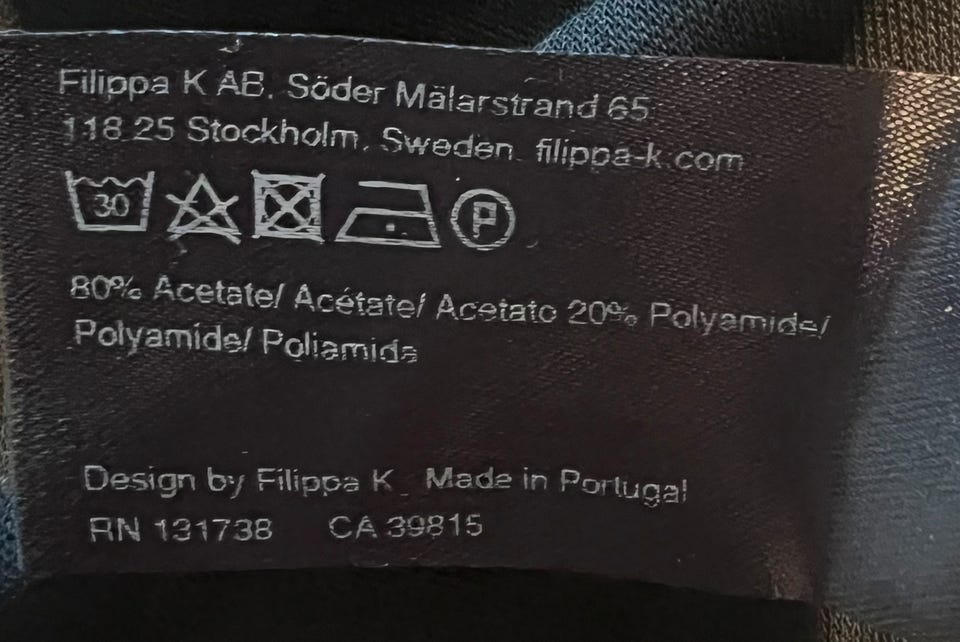 Filippa K AB. Söder Mälarstrand 65
118 25 Stockholm, Sweden. filippa-k.com
30 P
80% Acetate/ Acétate/ Acetato 20% Polyamide/
Polyamide/ Poliamida
Design by Filippa K. Made in Portugal
RN 131738 CA 39815